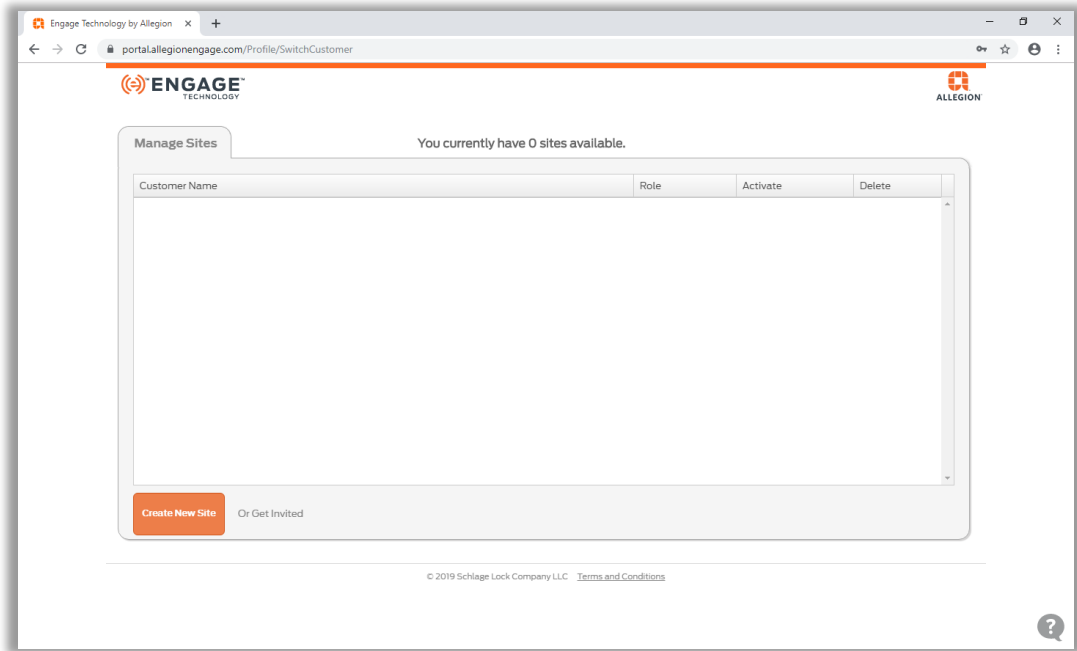 Engage Technology by Allegion
portal.allegionengage.com/Profile/SwitchCustomer
ENGAGE™
TECHNOLOGY
ALLEGION
Manage Sites
You currently have 0 sites available.
Customer Name Role Activate Delete
Create New Site Or Get Invited
© 2019 Schlage Lock Company LLC Terms and Conditions
?